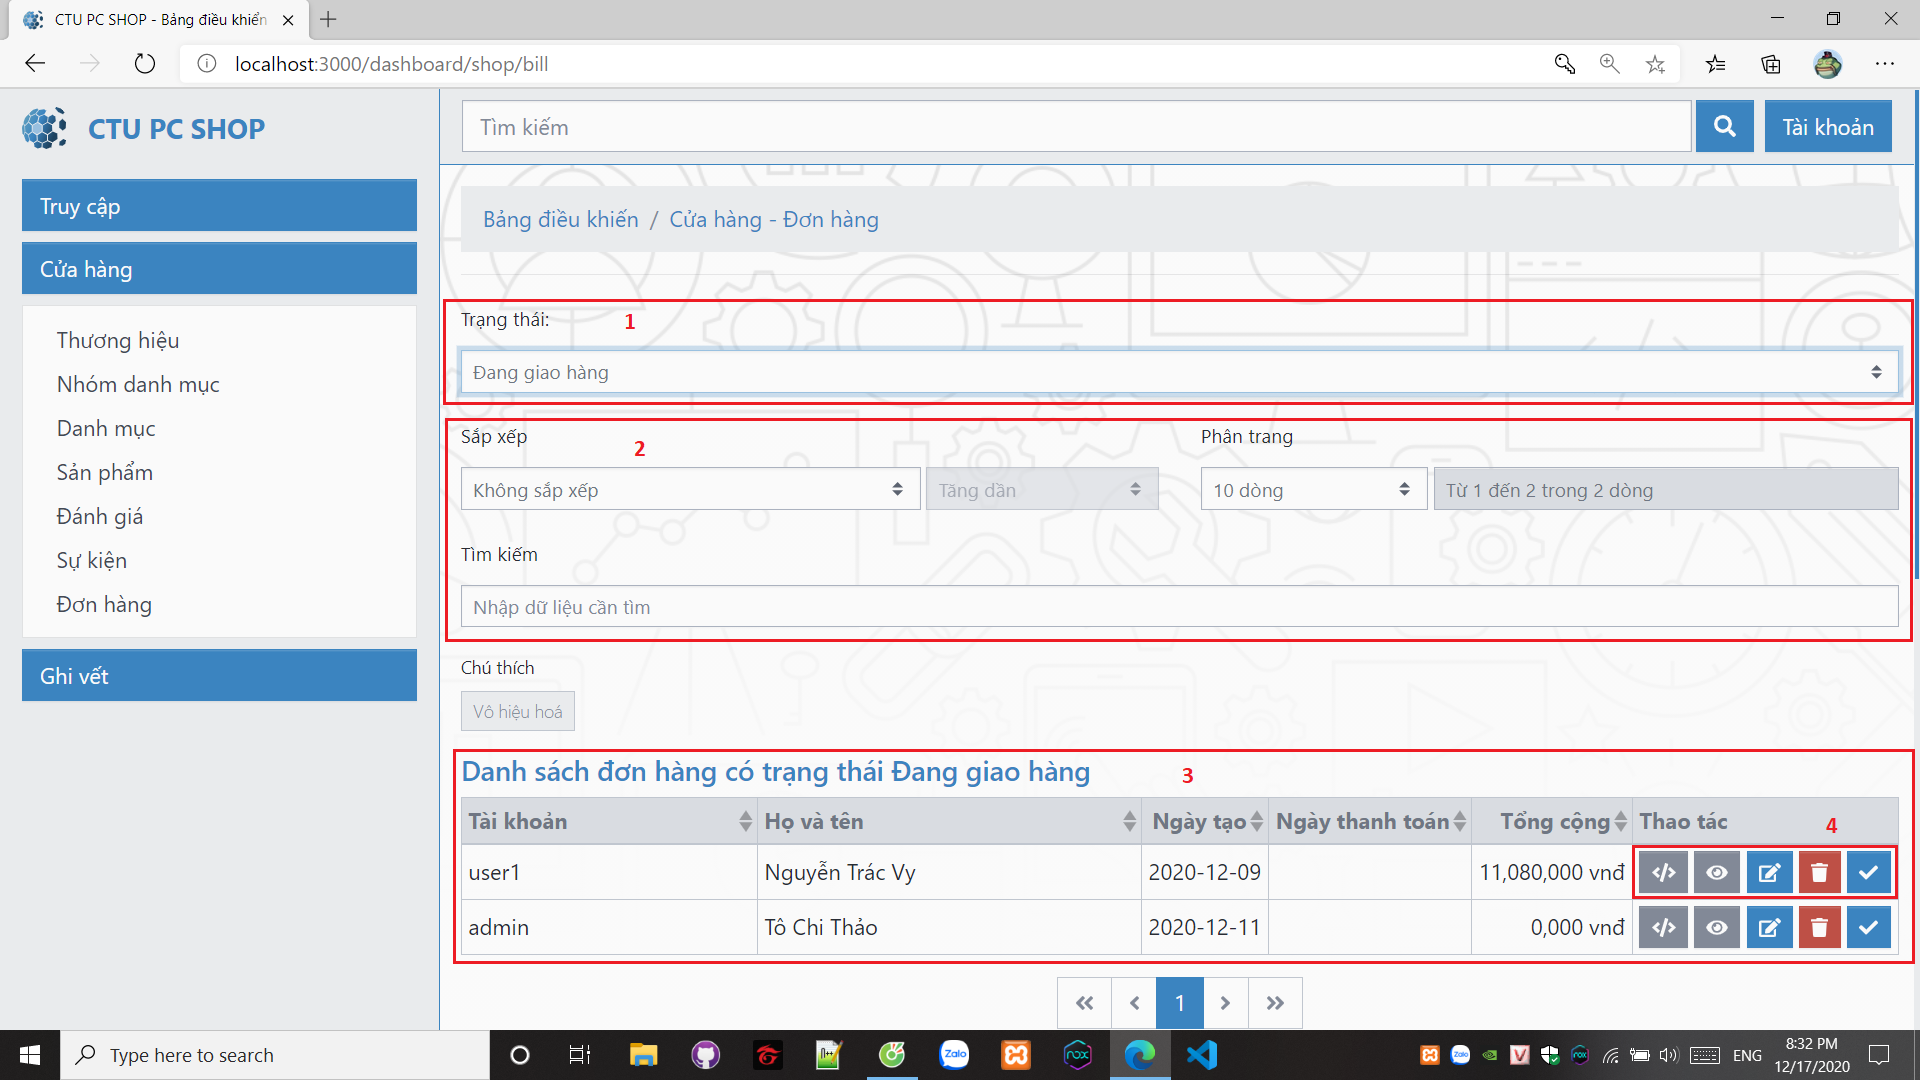 CTU PC SHOP - Bảng điều khiển
localhost:3000/dashboard/shop/bill
CTU PC SHOP
Tìm kiếm
Tài khoản
Truy cập
Cửa hàng
Thương hiệu
Nhóm danh mục
Danh mục
Sản phẩm
Đánh giá
Sự kiện
Đơn hàng
Ghi vết
Bảng điều khiển / Cửa hàng - Đơn hàng
Trạng thái: 1
Đang giao hàng
Sắp xếp 2 Phân trang
Không sắp xếp Tăng dần 10 dòng Từ 1 đến 2 trong 2 dòng
Tìm kiếm
Nhập dữ liệu cần tìm
Chú thích
Vô hiệu hoá
Danh sách đơn hàng có trạng thái Đang giao hàng 3
Tài khoản Họ và tên Ngày tạo Ngày thanh toán Tổng cộng Thao tác 4
user1 Nguyễn Trác Vy 2020-12-09 11,080,000 vnđ
admin Tô Chi Thảo 2020-12-11 0,000 vnđ
« ‹ 1 › »
Type here to search
Zalo
nox
ENG
8:32 PM
12/17/2020